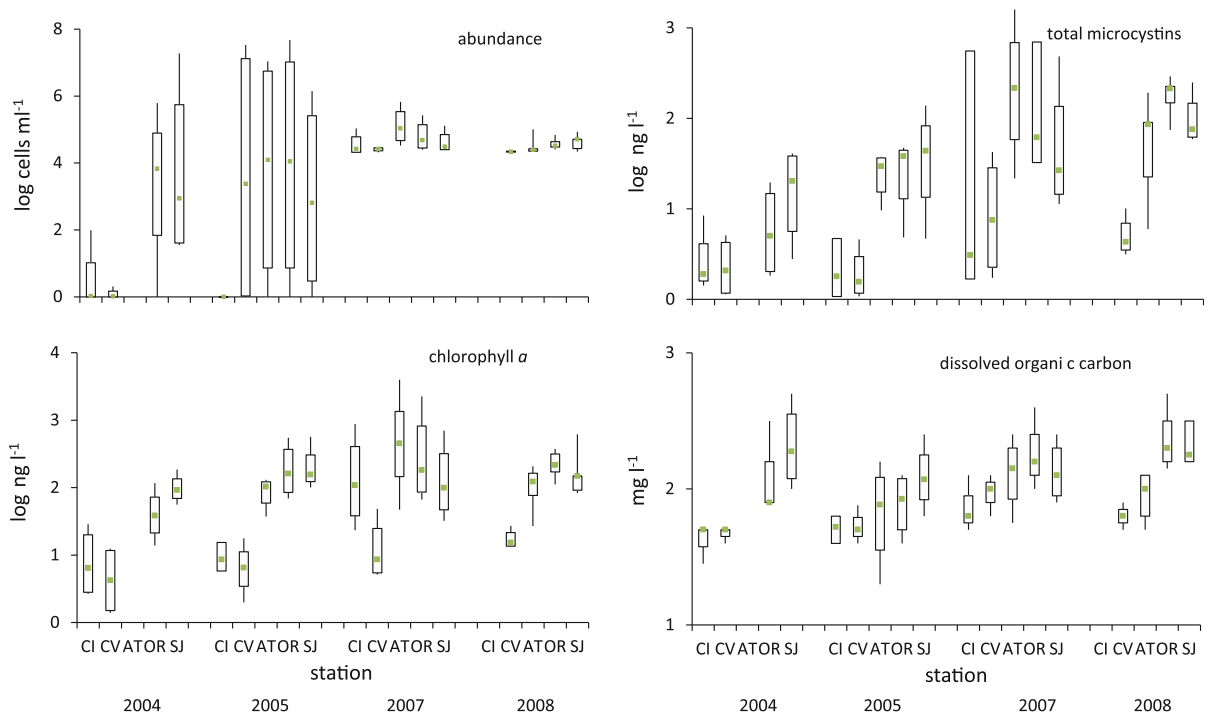 abundance
8
6
4
2
0
log cells ml-1
total microcystins
3
2
1
0
log ng l-1
chlorophyll a
4
3
2
1
0
log ng l-1
CI CV AT OR SJ CI CV AT OR SJ CI CV AT OR SJ CI CV AT OR SJ
station
2004 2005 2007 2008
dissolved organi c carbon
3
2
1
mg l-1
CI CV AT OR SJ CI CV AT OR SJ CI CV AT OR SJ CI CV AT OR SJ
station
2004 2005 2007 2008